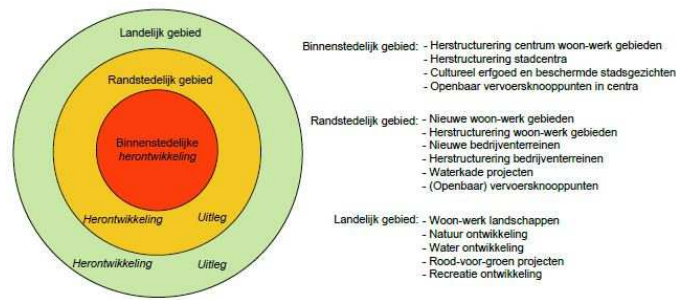 Landelijk gebied
Randstedelijk gebied
Binnenstedelijke
herontwikkeling
Herontwikkeling
Uitleg
Herontwikkeling
Uitleg
Binnenstedelijk gebied: - Herstructurering centrum woon-werk gebieden
- Herstructurering stadcentra
- Cultureel erfgoed en beschermde stadsgezichten
- Openbaar vervoersknooppunten in centra
Randstedelijk gebied: - Nieuwe woon-werk gebieden
- Herstructurering woon-werk gebieden
- Nieuwe bedrijventerreinen
- Herstructurering bedrijventerreinen
- Waterkade projecten
- (Openbaar) vervoersknooppunten
Landelijk gebied: - Woon-werk landschappen
- Natuur ontwikkeling
- Water ontwikkeling
- Rood-voor-groen projecten
- Recreatie ontwikkeling